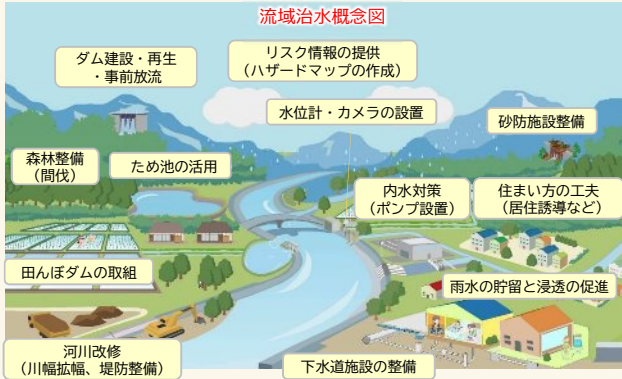 流域治水概念図
ダム建設・再生
・事前放流
リスク情報の提供
（ハザードマップの作成）
水位計・カメラの設置
砂防施設整備
森林整備
（間伐）
ため池の活用
内水対策
（ポンプ設置）
住まい方の工夫
（居住誘導など）
田んぼダムの取組
雨水の貯留と浸透の促進
河川改修
（川幅拡幅、堤防整備）
下水道施設の整備